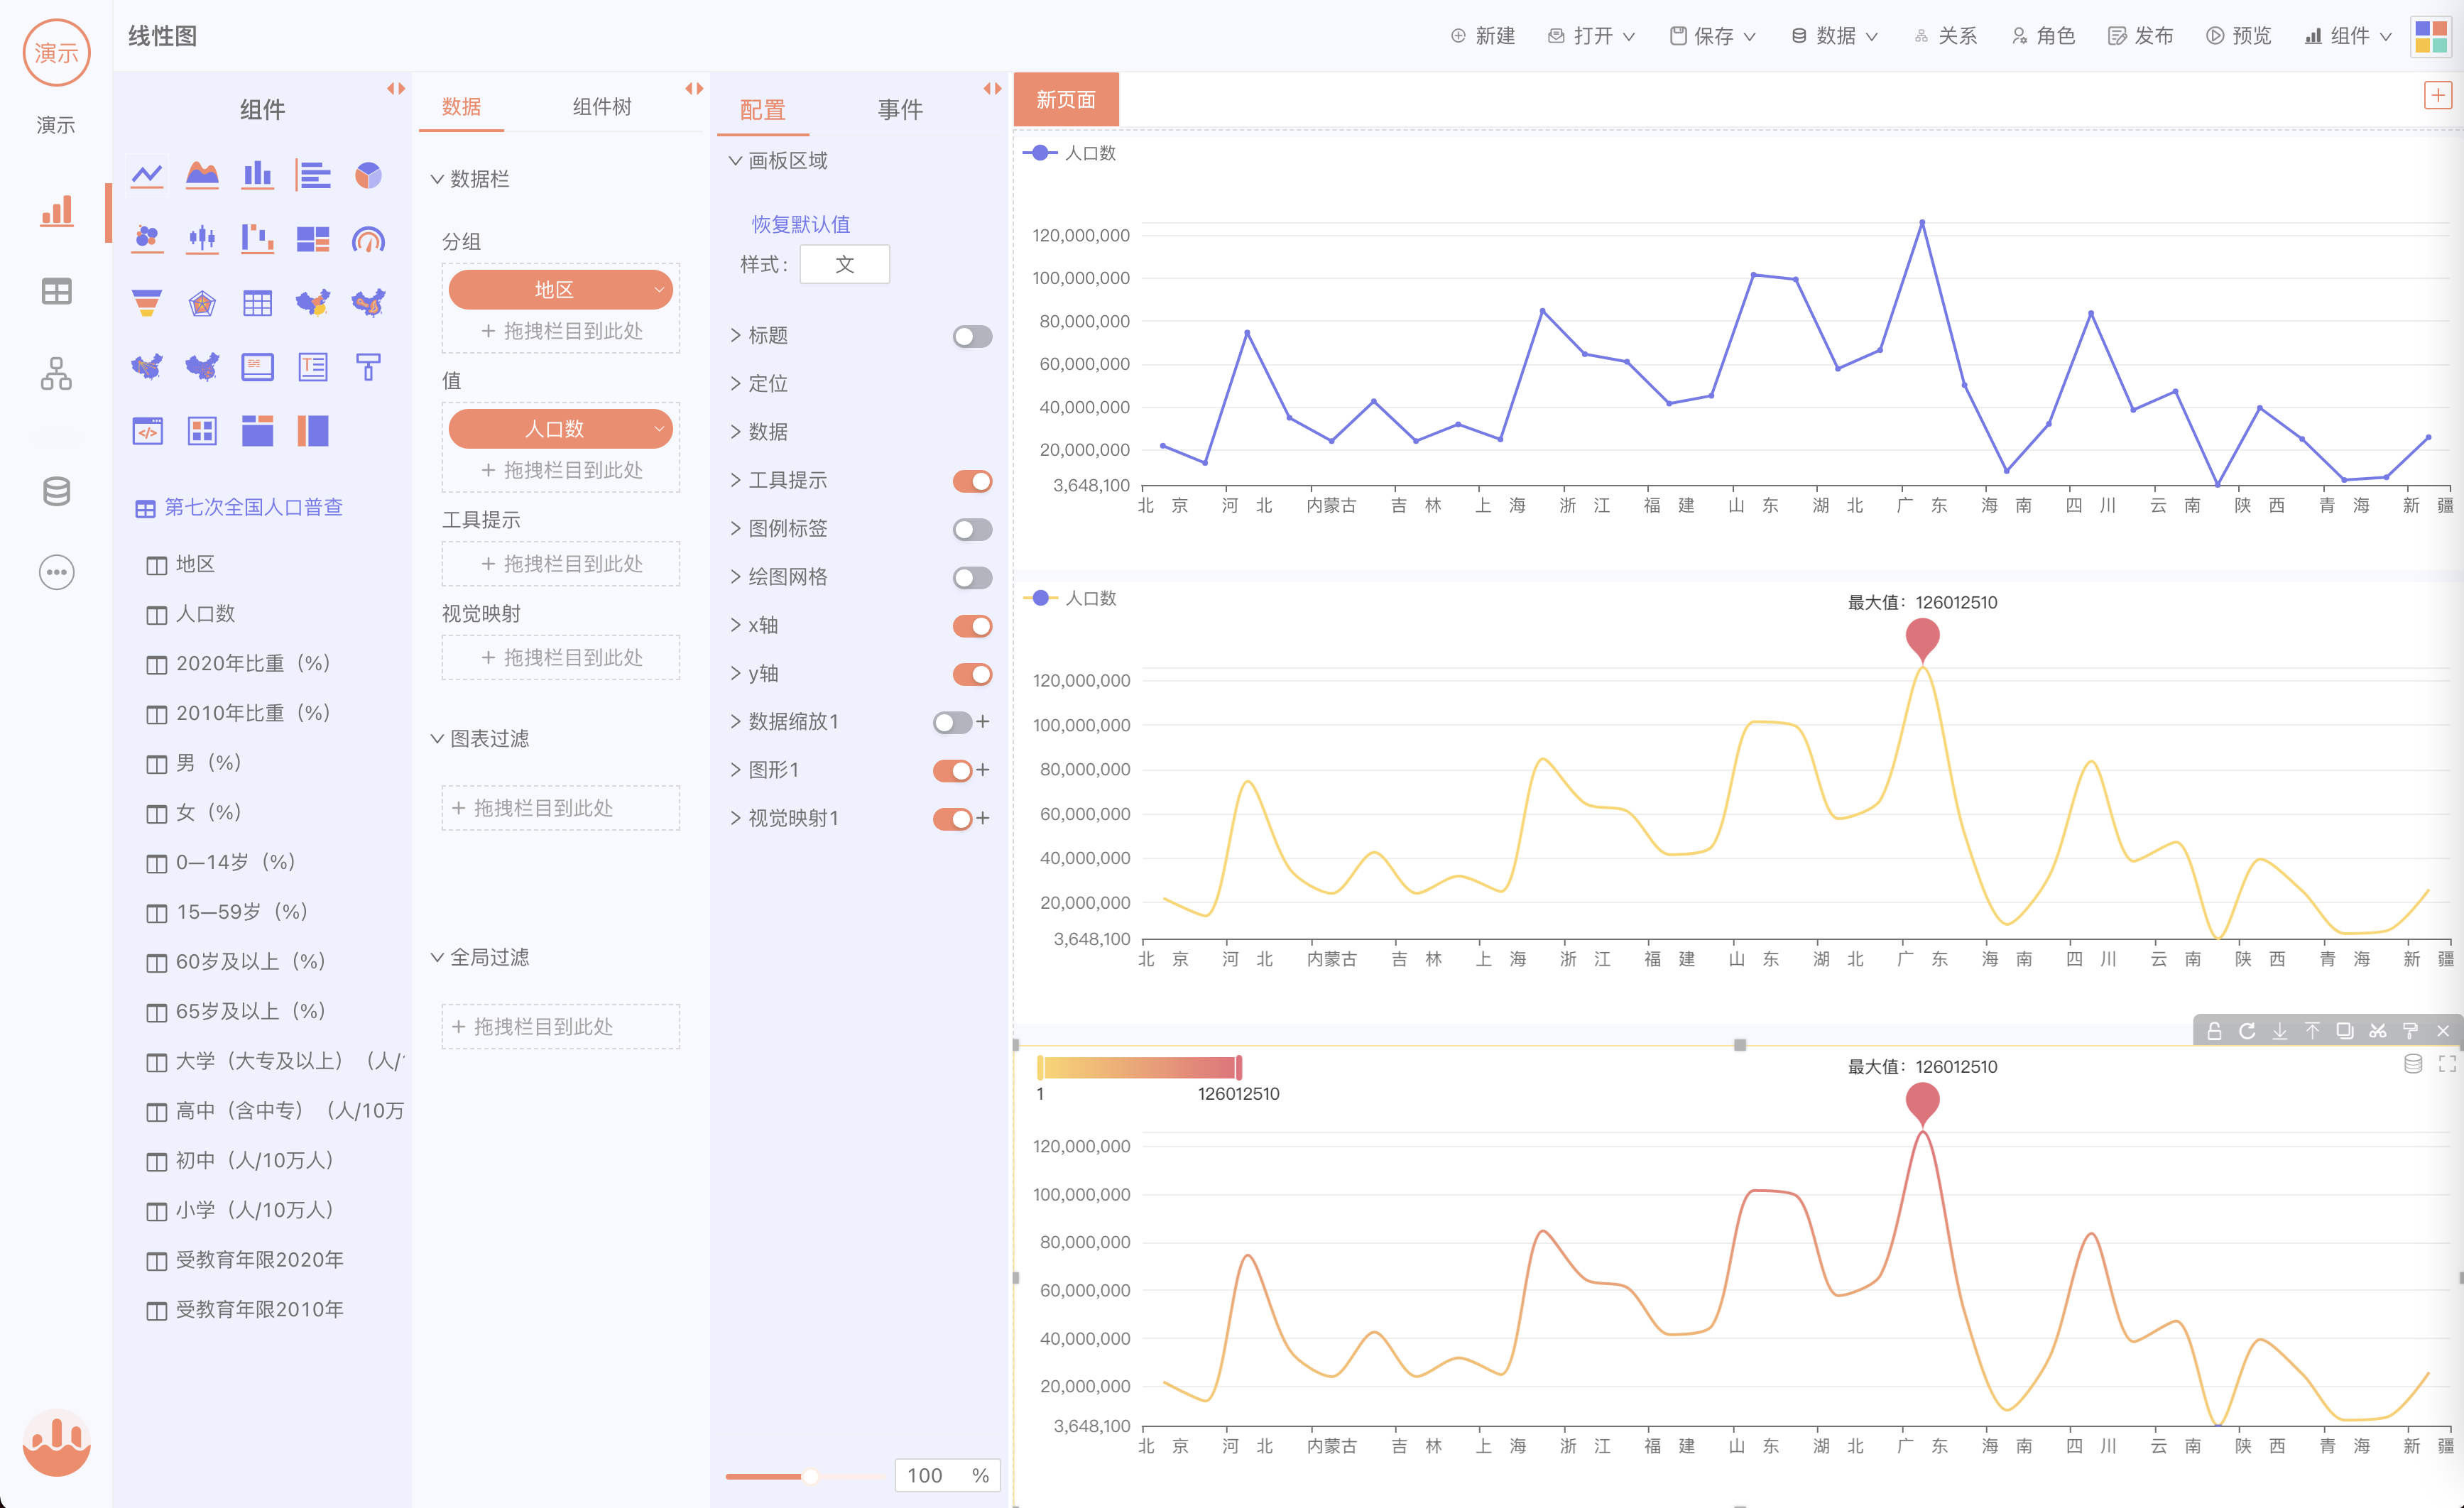 演示
演示
线性图
新建 打开 保存 数据 关系 角色 发布 预览 组件
组件
第七次全国人口普查
地区
人口数
2020年比重（%）
2010年比重（%）
男（%）
女（%）
0—14岁（%）
15—59岁（%）
60岁及以上（%）
65岁及以上（%）
大学（大专及以上）（人/
高中（含中专）（人/10万
初中（人/10万人）
小学（人/10万人）
受教育年限2020年
受教育年限2010年
数据 组件树
数据栏
分组
地区
+ 拖拽栏目到此处
值
人口数
+ 拖拽栏目到此处
工具提示
+ 拖拽栏目到此处
视觉映射
+ 拖拽栏目到此处
图表过滤
+ 拖拽栏目到此处
全局过滤
+ 拖拽栏目到此处
配置 事件
画板区域
恢复默认值
样式： 文
标题
定位
数据
工具提示
图例标签
绘图网格
x轴
y轴
数据缩放1 +
图形1 +
视觉映射1 +
100 %
新页面
人口数
120,000,000
100,000,000
80,000,000
60,000,000
40,000,000
20,000,000
3,648,100
北京 河北 内蒙古 吉林 上海 浙江 福建 山东 湖北 广东 海南 四川 云南 陕西 青海 新疆
人口数
最大值：126012510
120,000,000
100,000,000
80,000,000
60,000,000
40,000,000
20,000,000
3,648,100
北京 河北 内蒙古 吉林 上海 浙江 福建 山东 湖北 广东 海南 四川 云南 陕西 青海 新疆
1 126012510
最大值：126012510
120,000,000
100,000,000
80,000,000
60,000,000
40,000,000
20,000,000
3,648,100
北京 河北 内蒙古 吉林 上海 浙江 福建 山东 湖北 广东 海南 四川 云南 陕西 青海 新疆